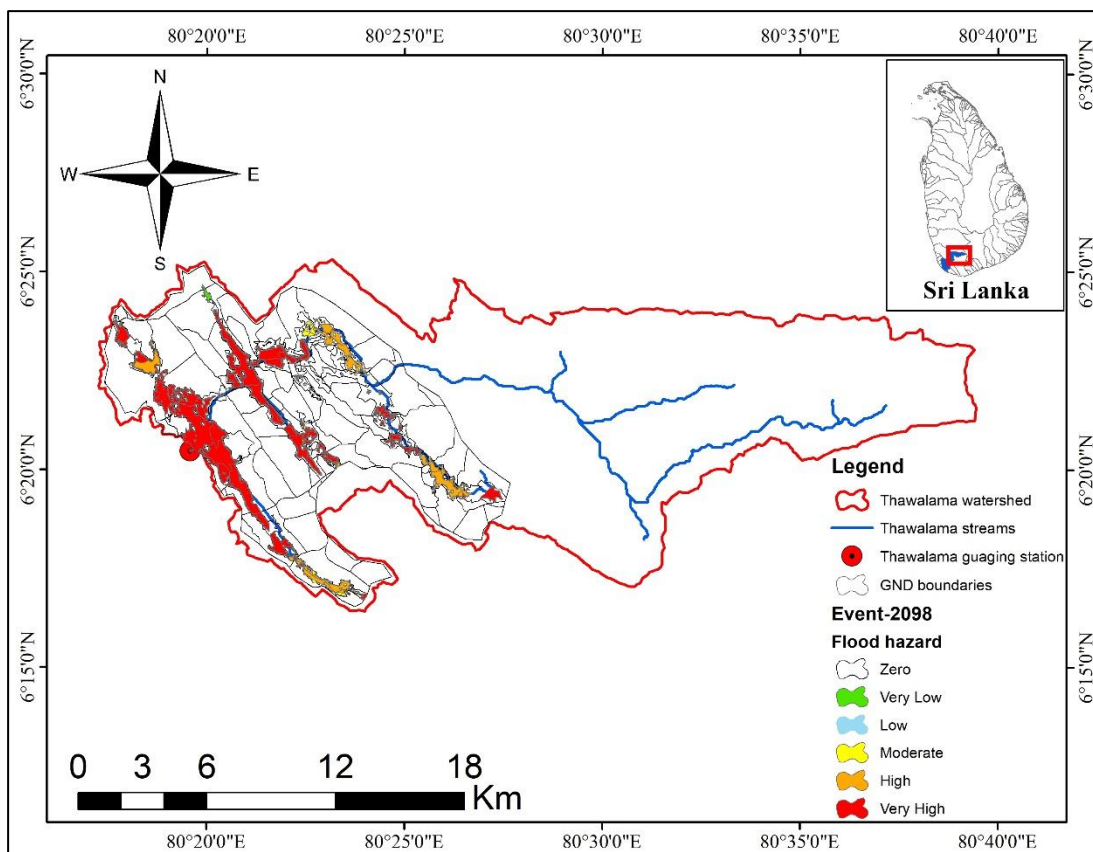 80°20'0"E 80°25'0"E 80°30'0"E 80°35'0"E 80°40'0"E
6°30'0"N 6°30'0"N
N
W E
S
Sri Lanka
6°25'0"N 6°25'0"N
6°20'0"N 6°20'0"N
6°15'0"N 6°15'0"N
Legend
Thawalama watershed
Thawalama streams
Thawalama guaging station
GND boundaries
Event-2098
Flood hazard
Zero
Very Low
Low
Moderate
High
Very High
0 3 6 12 18
Km
80°20'0"E 80°25'0"E 80°30'0"E 80°35'0"E 80°40'0"E